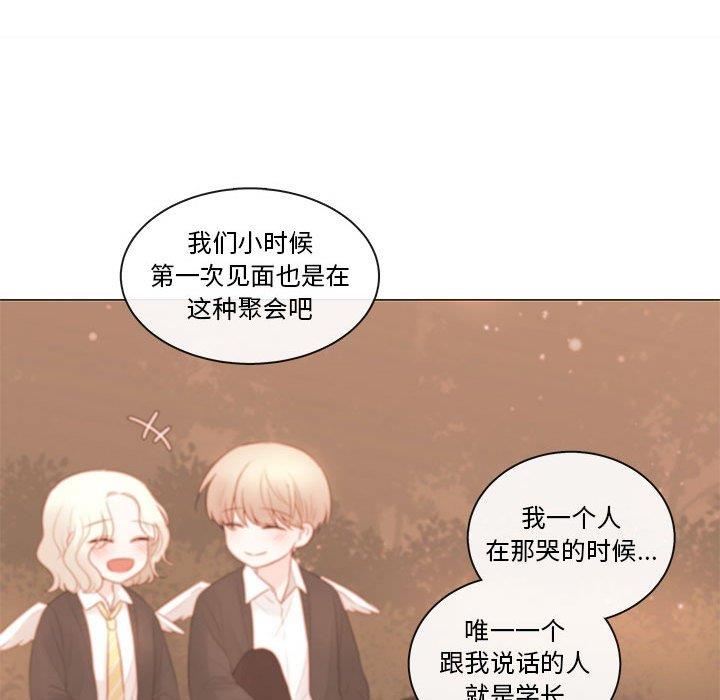 我们小时候
第一次见面也是在
这种聚会吧
我一个人
在那哭的时候...
唯一一个
跟我说话的人
就是学长